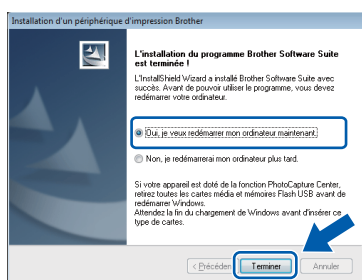 Installation d'un périphérique d'impression Brother
L'installation du programme Brother Software Suite
est terminée !
L'InstallShield Wizard a installé Brother Software Suite avec
succès. Avant de pouvoir utiliser le programme, vous devez
redémarrer votre ordinateur.
Oui, je veux redémarrer mon ordinateur maintenant.
Non, je redémarrerai mon ordinateur plus tard.
Si votre appareil est doté de la fonction PhotoCapture Center,
retirez toutes les cartes média et mémoires Flash USB avant de
redémarrer Windows.
Attendez la fin du chargement de Windows avant d'insérer ce
type de cartes.
< Précéden Terminer Annuler